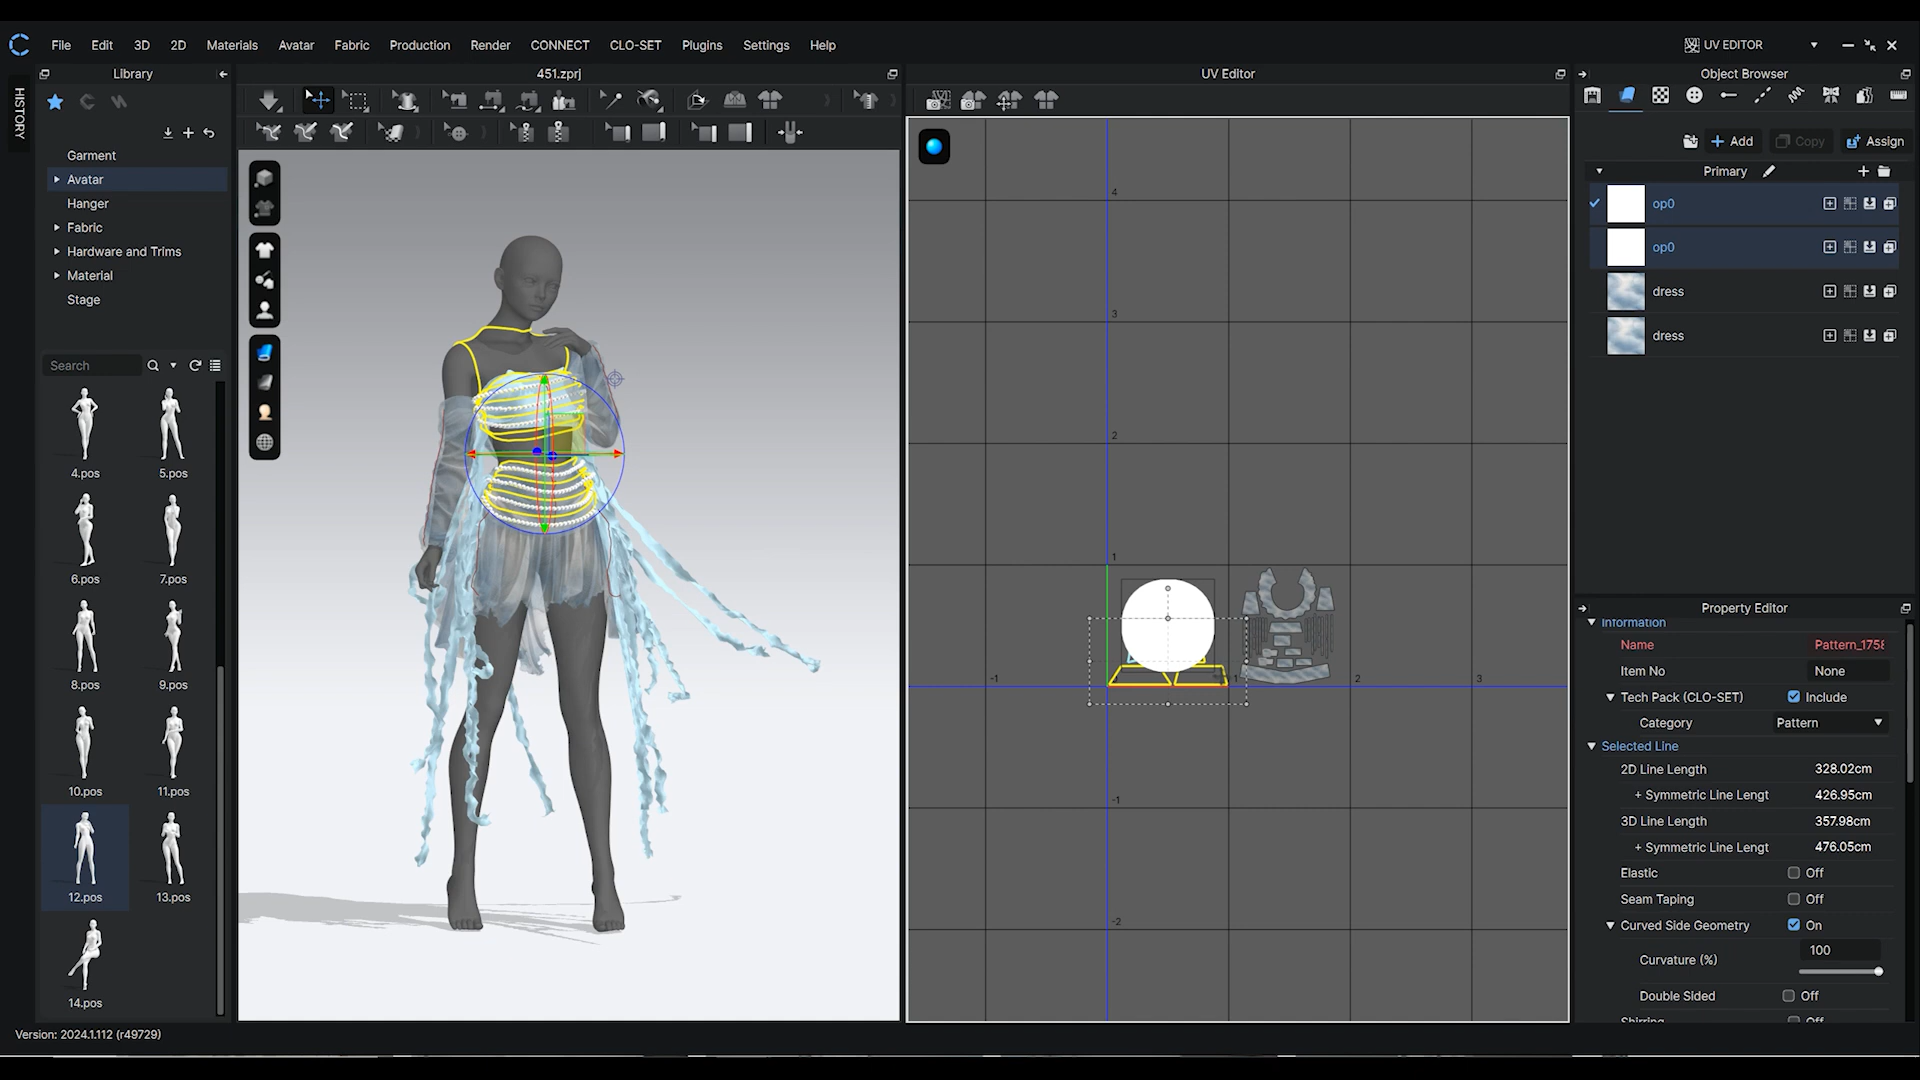 File Edit 3D 2D Materials Avatar Fabric Production Render CONNECT CLO-SET Plugins Settings Help
UV EDITOR
HISTORY
Library
Garment
Avatar
Hanger
Fabric
Hardware and Trims
Material
Stage
Search
4.pos
5.pos
6.pos
7.pos
8.pos
9.pos
10.pos
11.pos
12.pos
13.pos
14.pos
Version: 2024.1.112 (r49729)
451.zprj
UV Editor
4
3
2
1
-1
1
2
3
-1
-2
Object Browser
Add
Copy
Assign
Primary
op0
op0
dress
dress
Property Editor
Information
Name Pattern_1758
Item No None
Tech Pack (CLO-SET) Include
Category Pattern
Selected Line
2D Line Length 328.02cm
+ Symmetric Line Lengt 426.95cm
3D Line Length 357.98cm
+ Symmetric Line Lengt 476.05cm
Elastic Off
Seam Taping Off
Curved Side Geometry On
Curvature (%) 100
Double Sided Off
Shirring Off